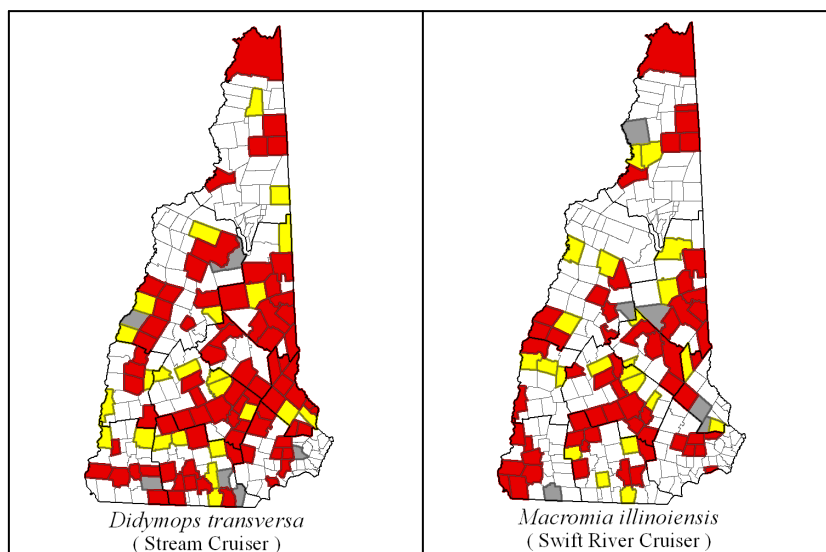 Didymops transversa
( Stream Cruiser )
Macromia illinoiensis
( Swift River Cruiser )